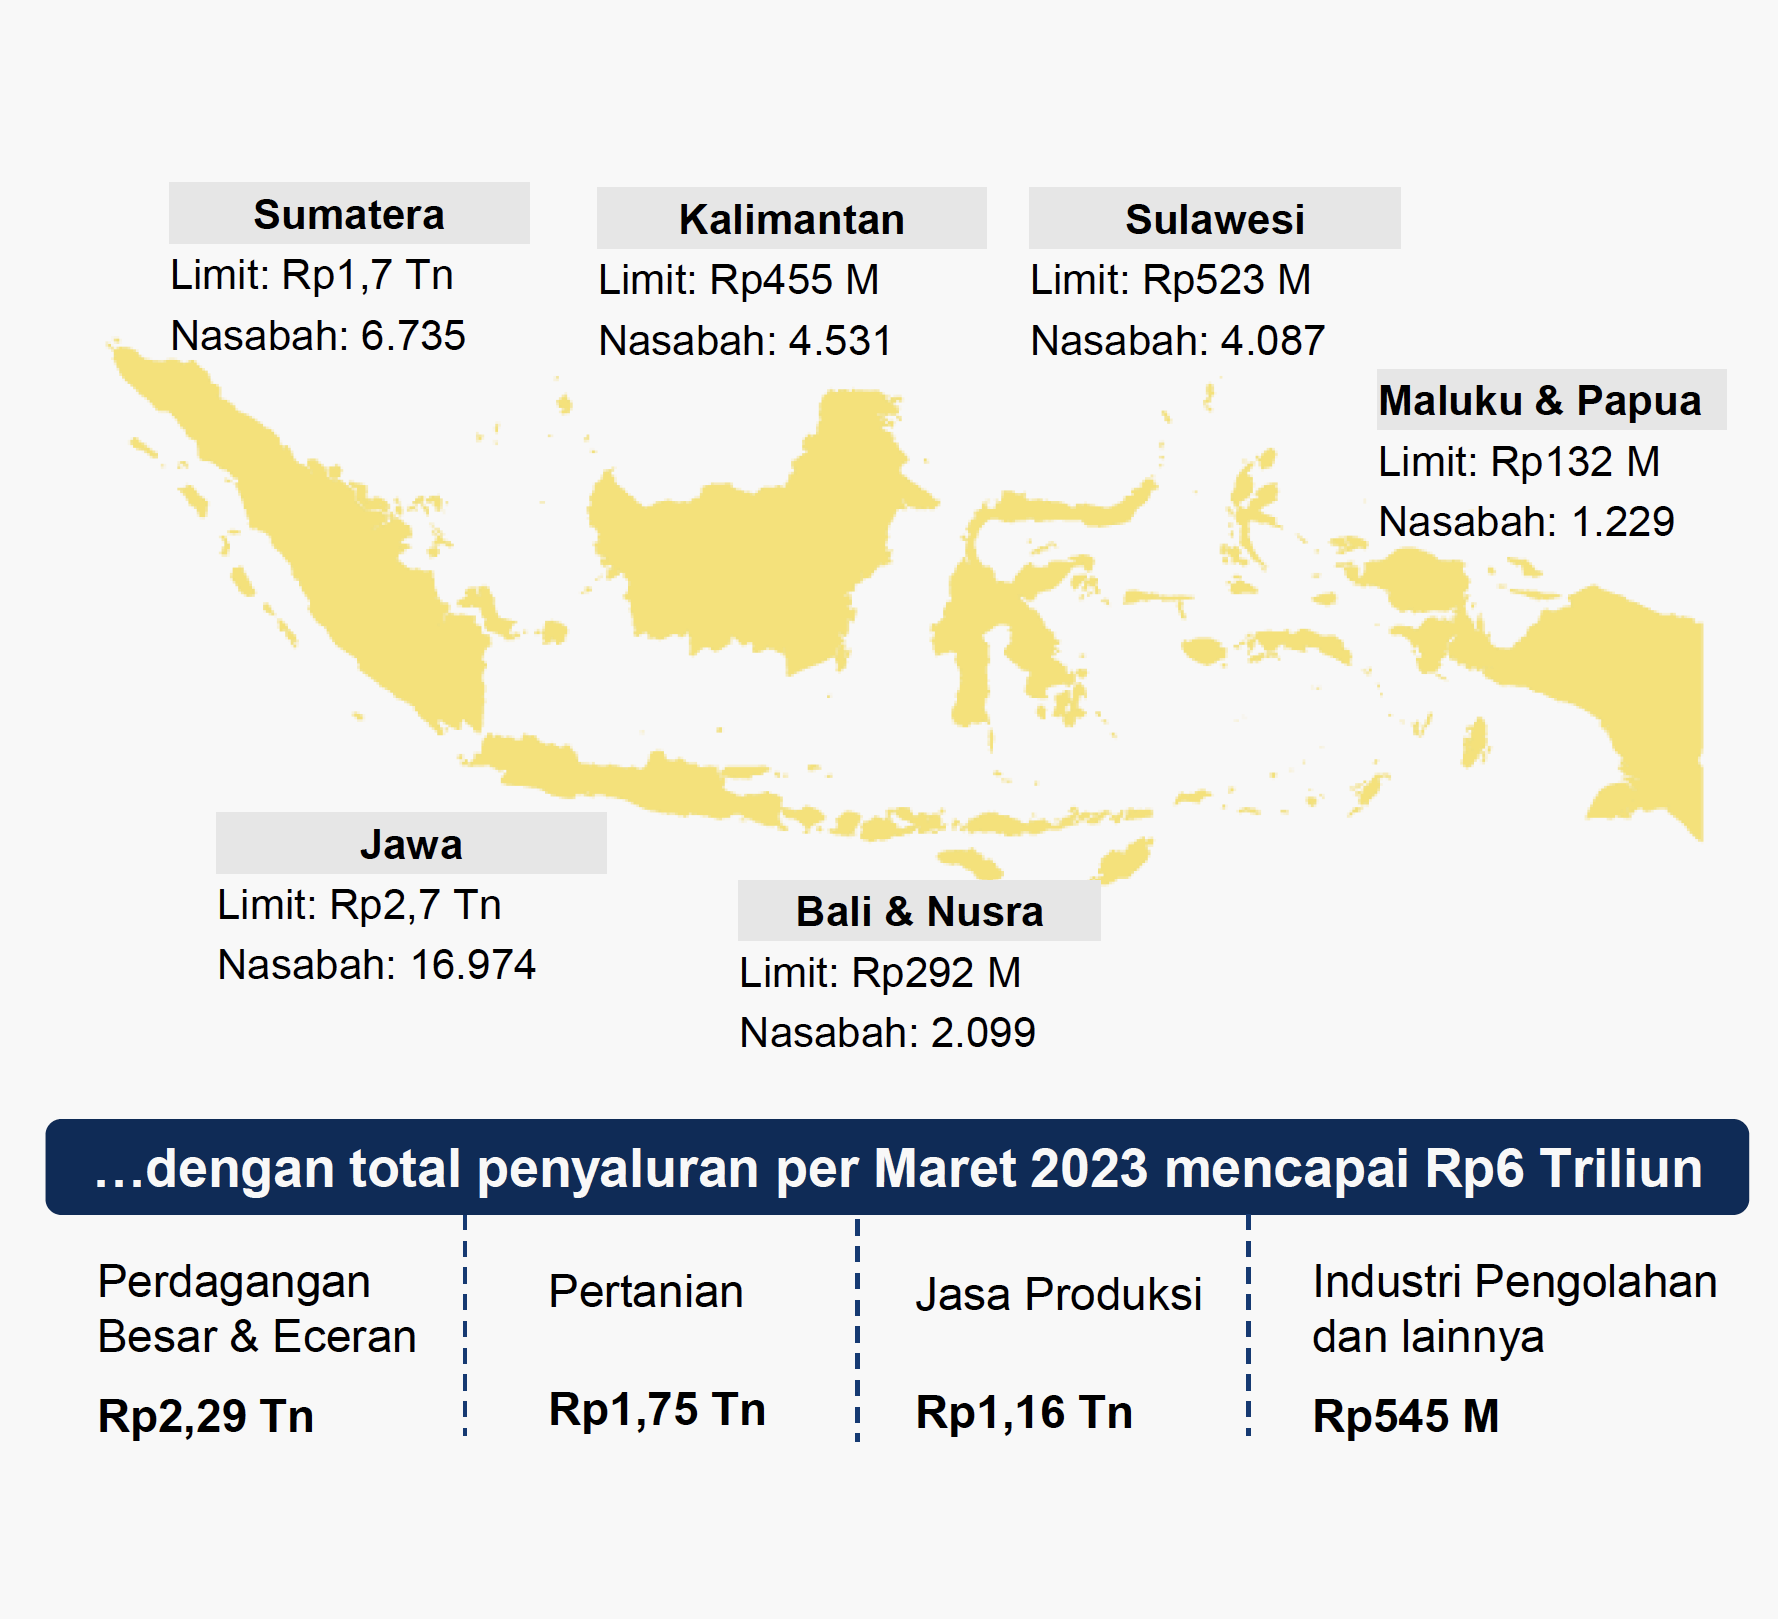 Sumatera
Limit: Rp1,7 Tn
Nasabah: 6.735
Kalimantan
Limit: Rp455 M
Nasabah: 4.531
Sulawesi
Limit: Rp523 M
Nasabah: 4.087
Maluku & Papua
Limit: Rp132 M
Nasabah: 1.229
Jawa
Limit: Rp2,7 Tn
Nasabah: 16.974
Bali & Nusra
Limit: Rp292 M
Nasabah: 2.099
...dengan total penyaluran per Maret 2023 mencapai Rp6 Triliun
Perdagangan
Besar & Eceran
Rp2,29 Tn
Pertanian
Rp1,75 Tn
Jasa Produksi
Rp1,16 Tn
Industri Pengolahan
dan lainnya
Rp545 M